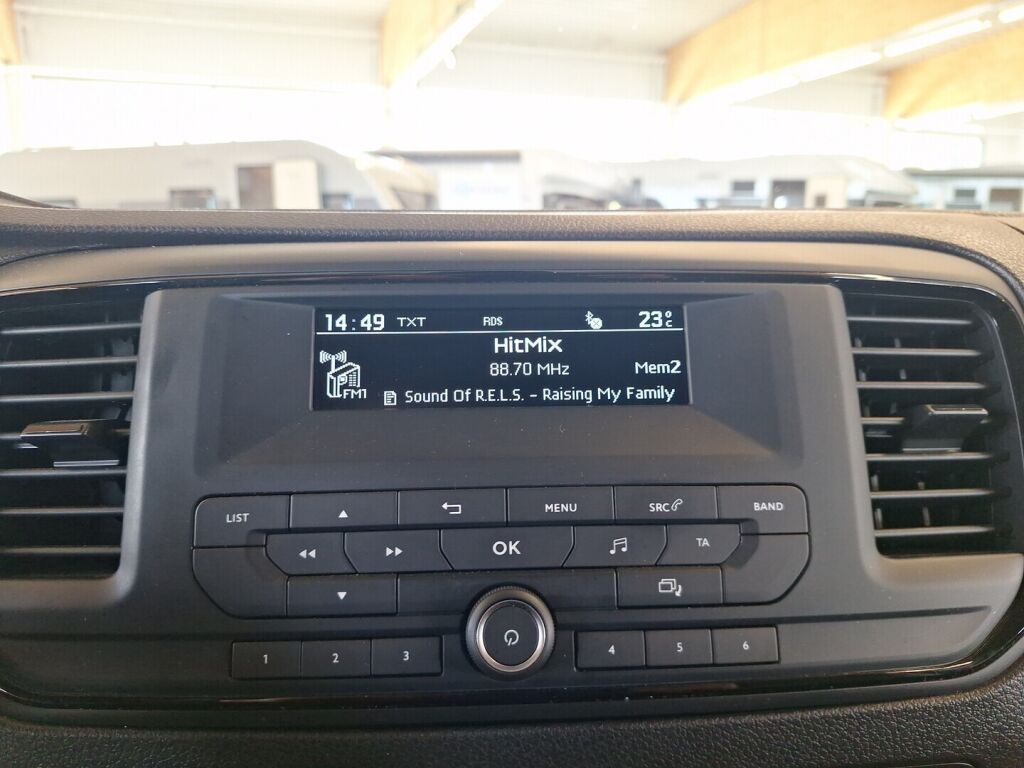 14:49 TXT RDS 23°C
HitMix
88.70 MHz Mem2
FM1
Sound Of R.E.L.S. - Raising My Family
LIST MENU SRC BAND
OK TA
1 2 3 4 5 6